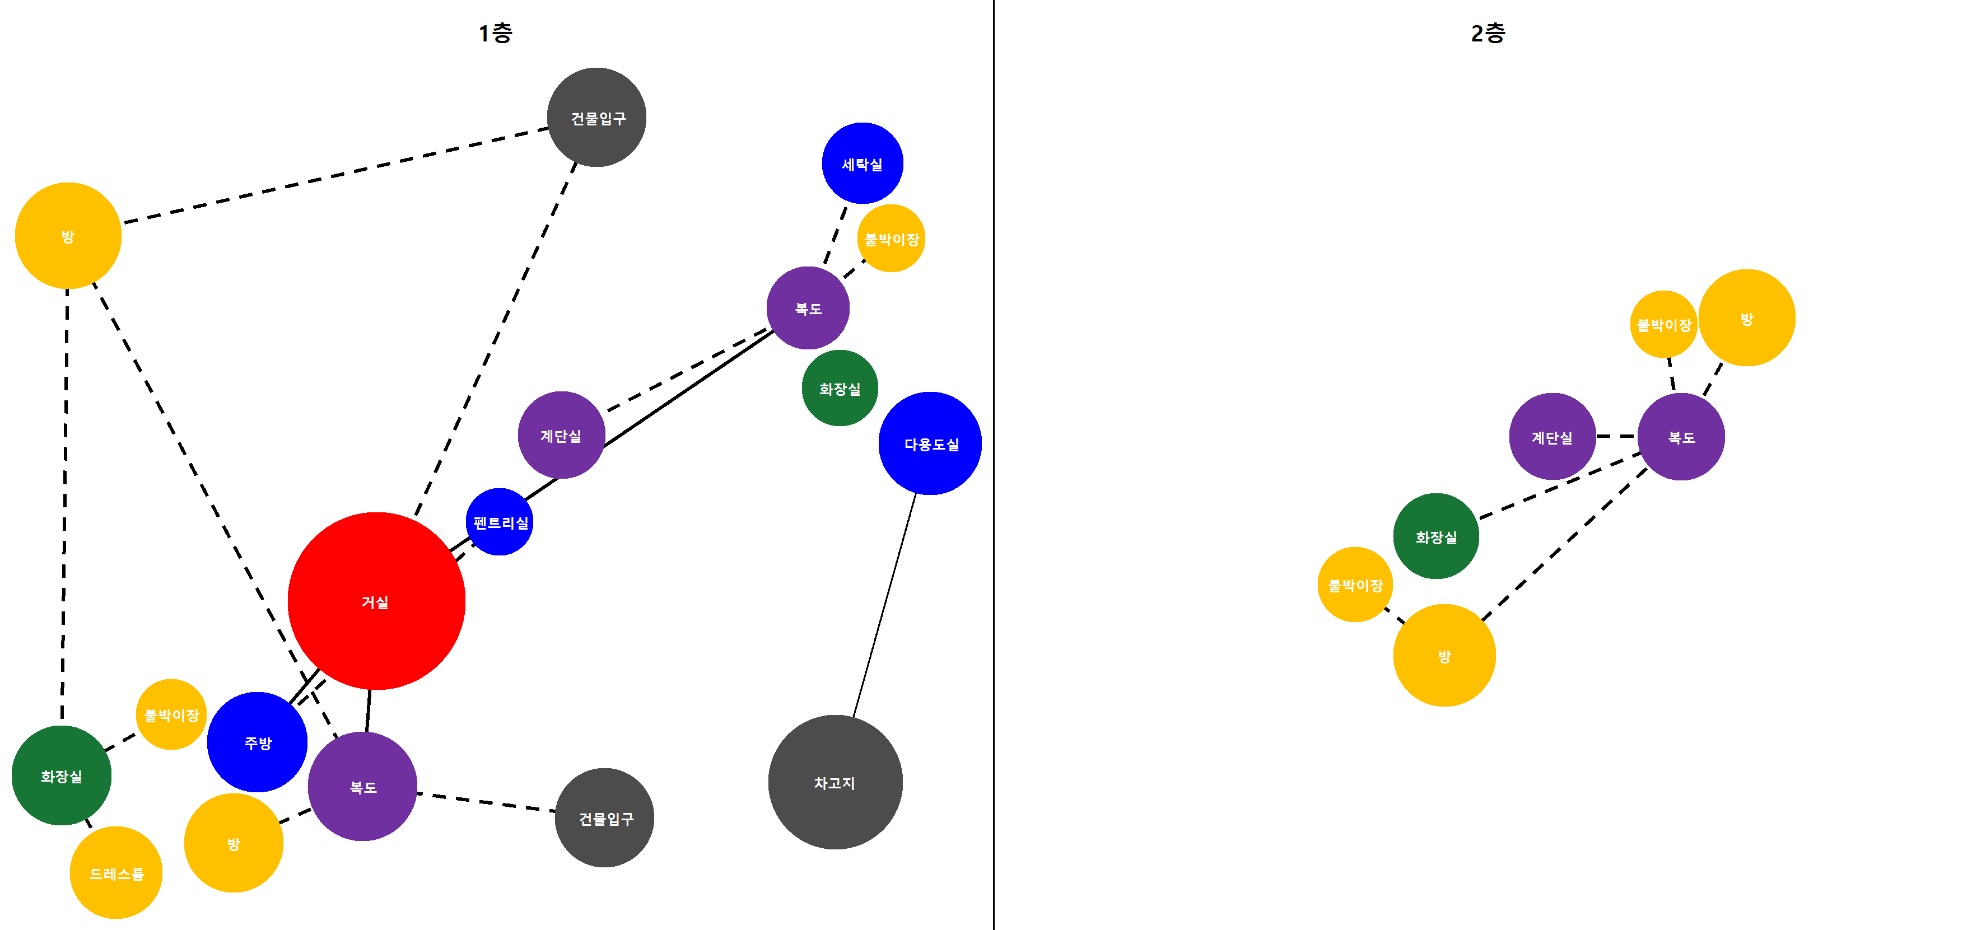 1층
건물입구
세탁실
방
붙박이장
복도
화장실
계단실
다용도실
펜트리실
거실
붙박이장
주방
화장실
복도
차고지
건물입구
방
드레스룸
2층
방
붙박이장
계단실
복도
화장실
붙박이장
방